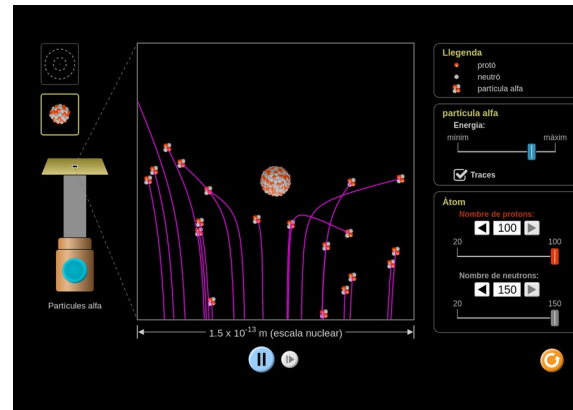 Llegenda
protó
neutró
partícula alfa
partícula alfa
Energia:
mínim
màxim
Traces
Àtom
Nombre de protons:
100
20
100
Nombre de neutrons:
150
20
150
Partícules alfa
1.5 x 10-13 m (escala nuclear)